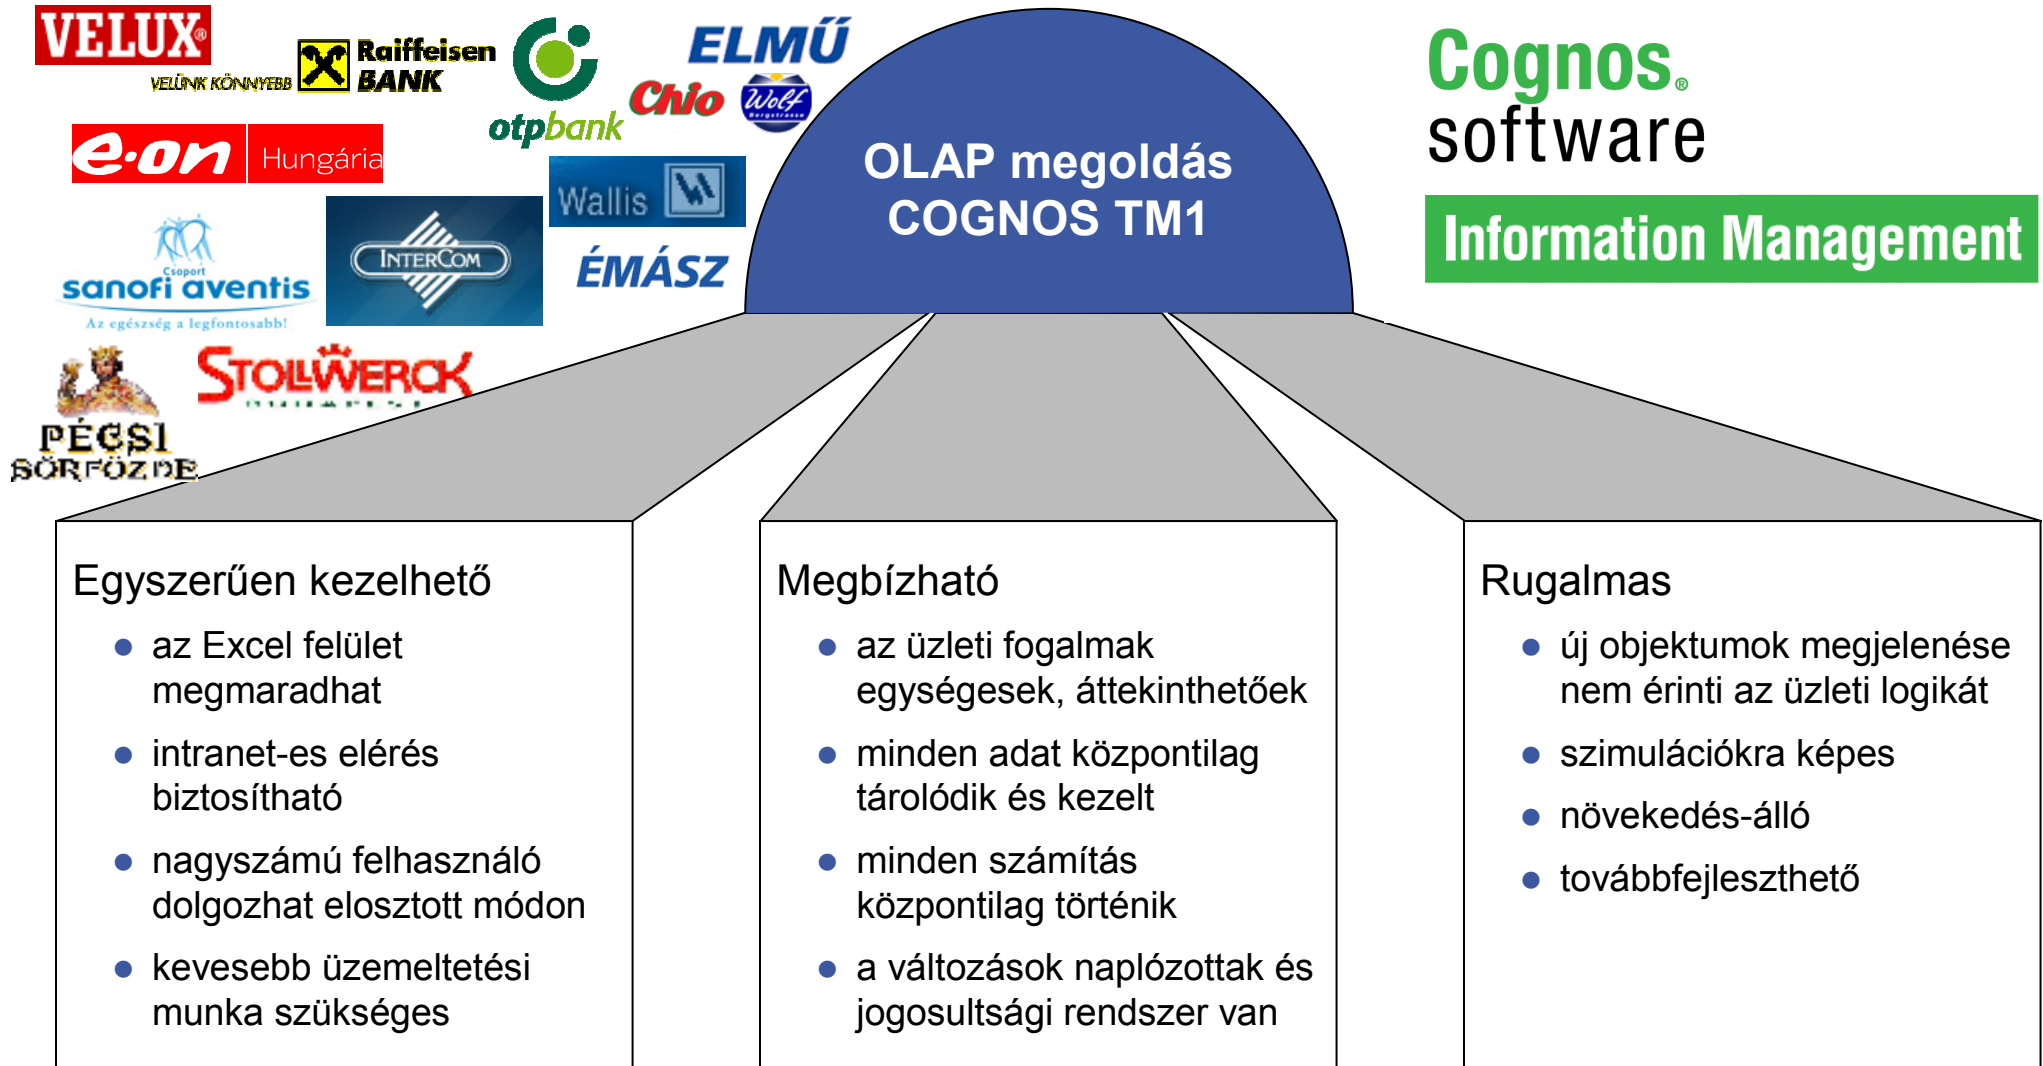 VELUX®
VELÜNK KÖNNYEBB
Raiffeisen
BANK
otpbank
ELMŰ
Chio
Wolf
Bergstrasse
e·on Hungária
Wallis
Csoport
sanofi aventis
Az egészség a legfontosabb!
INTERCOM
ÉMÁSZ
STOLLWERCK
PÉCSI
SÖRFŐZDE
OLAP megoldás
COGNOS TM1
Cognos®
software
Information Management
Egyszerűen kezelhető
● az Excel felület
megmaradhat
● intranet-es elérés
biztosítható
● nagyszámú felhasználó
dolgozhat elosztott módon
● kevesebb üzemeltetési
munka szükséges
Megbízható
● az üzleti fogalmak
egységesek, áttekinthetőek
● minden adat központilag
tárolódik és kezelt
● minden számítás
központilag történik
● a változások naplózottak és
jogosultsági rendszer van
Rugalmas
● új objektumok megjelenése
nem érinti az üzleti logikát
● szimulációkra képes
● növekedés-álló
● továbbfejleszthető